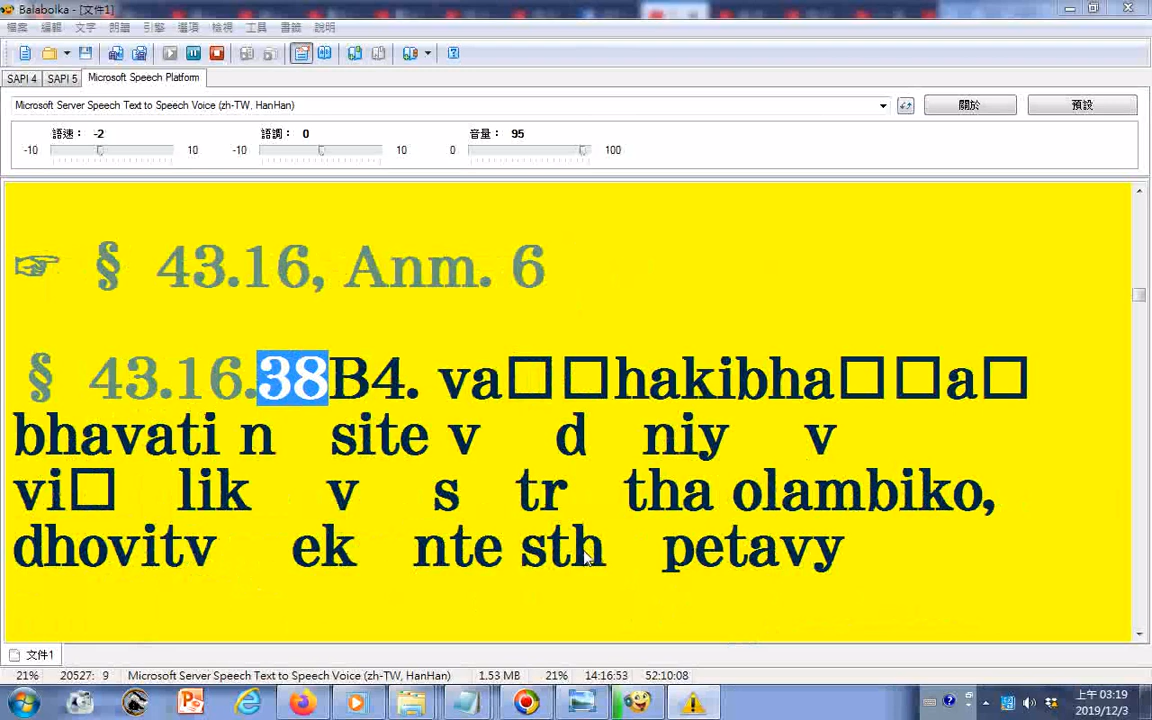 Balabolka - [文件1]
檔案 編輯 文字 朗讀 引擎 選項 檢視 工具 書籤 說明
SAPI 4 SAPI 5 Microsoft Speech Platform
Microsoft Server Speech Text to Speech Voice (zh-TW, HanHan) 關於 預設
語速： -2 語調： 0 音量： 95
-10 10 -10 10 0 100
☞ § 43.16, Anm. 6
§ 43.16.38B4. va□□hakibha□□a□
bhavati n site v d niy v
vi□ lik v s tr tha olambiko,
dhovitv ek nte sth petavy
文件1
21% 20527: 9 Microsoft Server Speech Text to Speech Voice (zh-TW, HanHan) 1.53 MB 21% 14:16:53 52:10:08
上午 03:19
2019/12/3